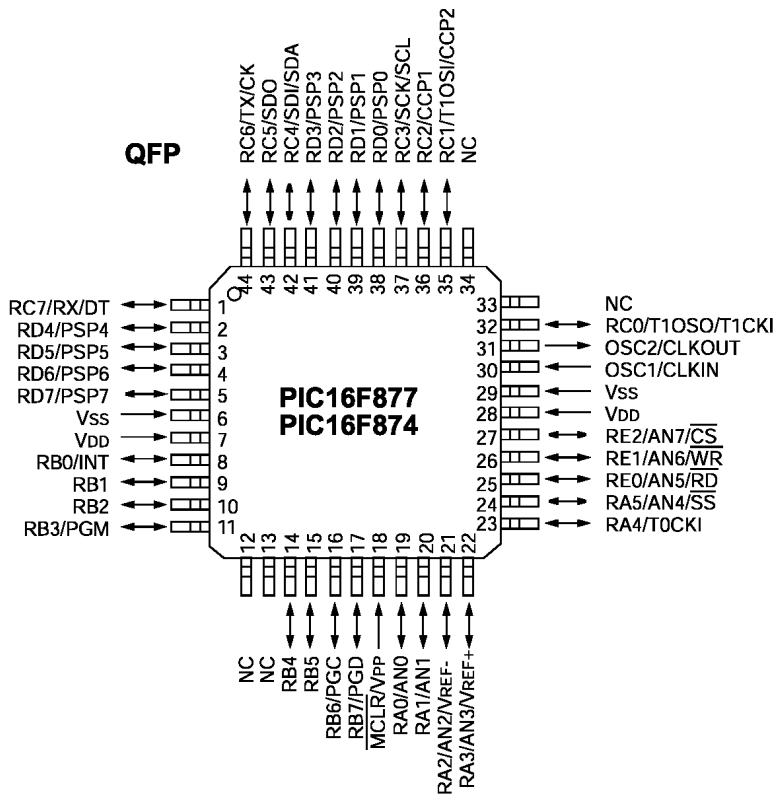 QFP
RC6/TX/CK
RC5/SDO
RC4/SDI/SDA
RD3/PSP3
RD2/PSP2
RD1/PSP1
RD0/PSP0
RC3/SCK/SCL
RC2/CCP1
RC1/T1OSI/CCP2
NC
44
43
42
41
40
39
38
37
36
35
34
RC7/RX/DT 1
RD4/PSP4 2
RD5/PSP5 3
RD6/PSP6 4
RD7/PSP7 5
VSS 6
VDD 7
RB0/INT 8
RB1 9
RB2 10
RB3/PGM 11
PIC16F877
PIC16F874
33 NC
32 RC0/T1OSO/T1CKI
31 OSC2/CLKOUT
30 OSC1/CLKIN
29 VSS
28 VDD
27 RE2/AN7/CS
26 RE1/AN6/WR
25 RE0/AN5/RD
24 RA5/AN4/SS
23 RA4/T0CKI
12
13
14
15
16
17
18
19
20
21
22
NC
NC
RB4
RB5
RB6/PGC
RB7/PGD
MCLR/VPP
RA0/AN0
RA1/AN1
RA2/AN2/VREF-
RA3/AN3/VREF+